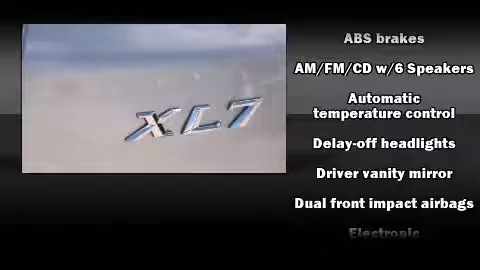 XL7
ABS brakes
AM/FM/CD w/6 Speakers
Automatic
temperature control
Delay-off headlights
Driver vanity mirror
Dual front impact airbags
Electronic